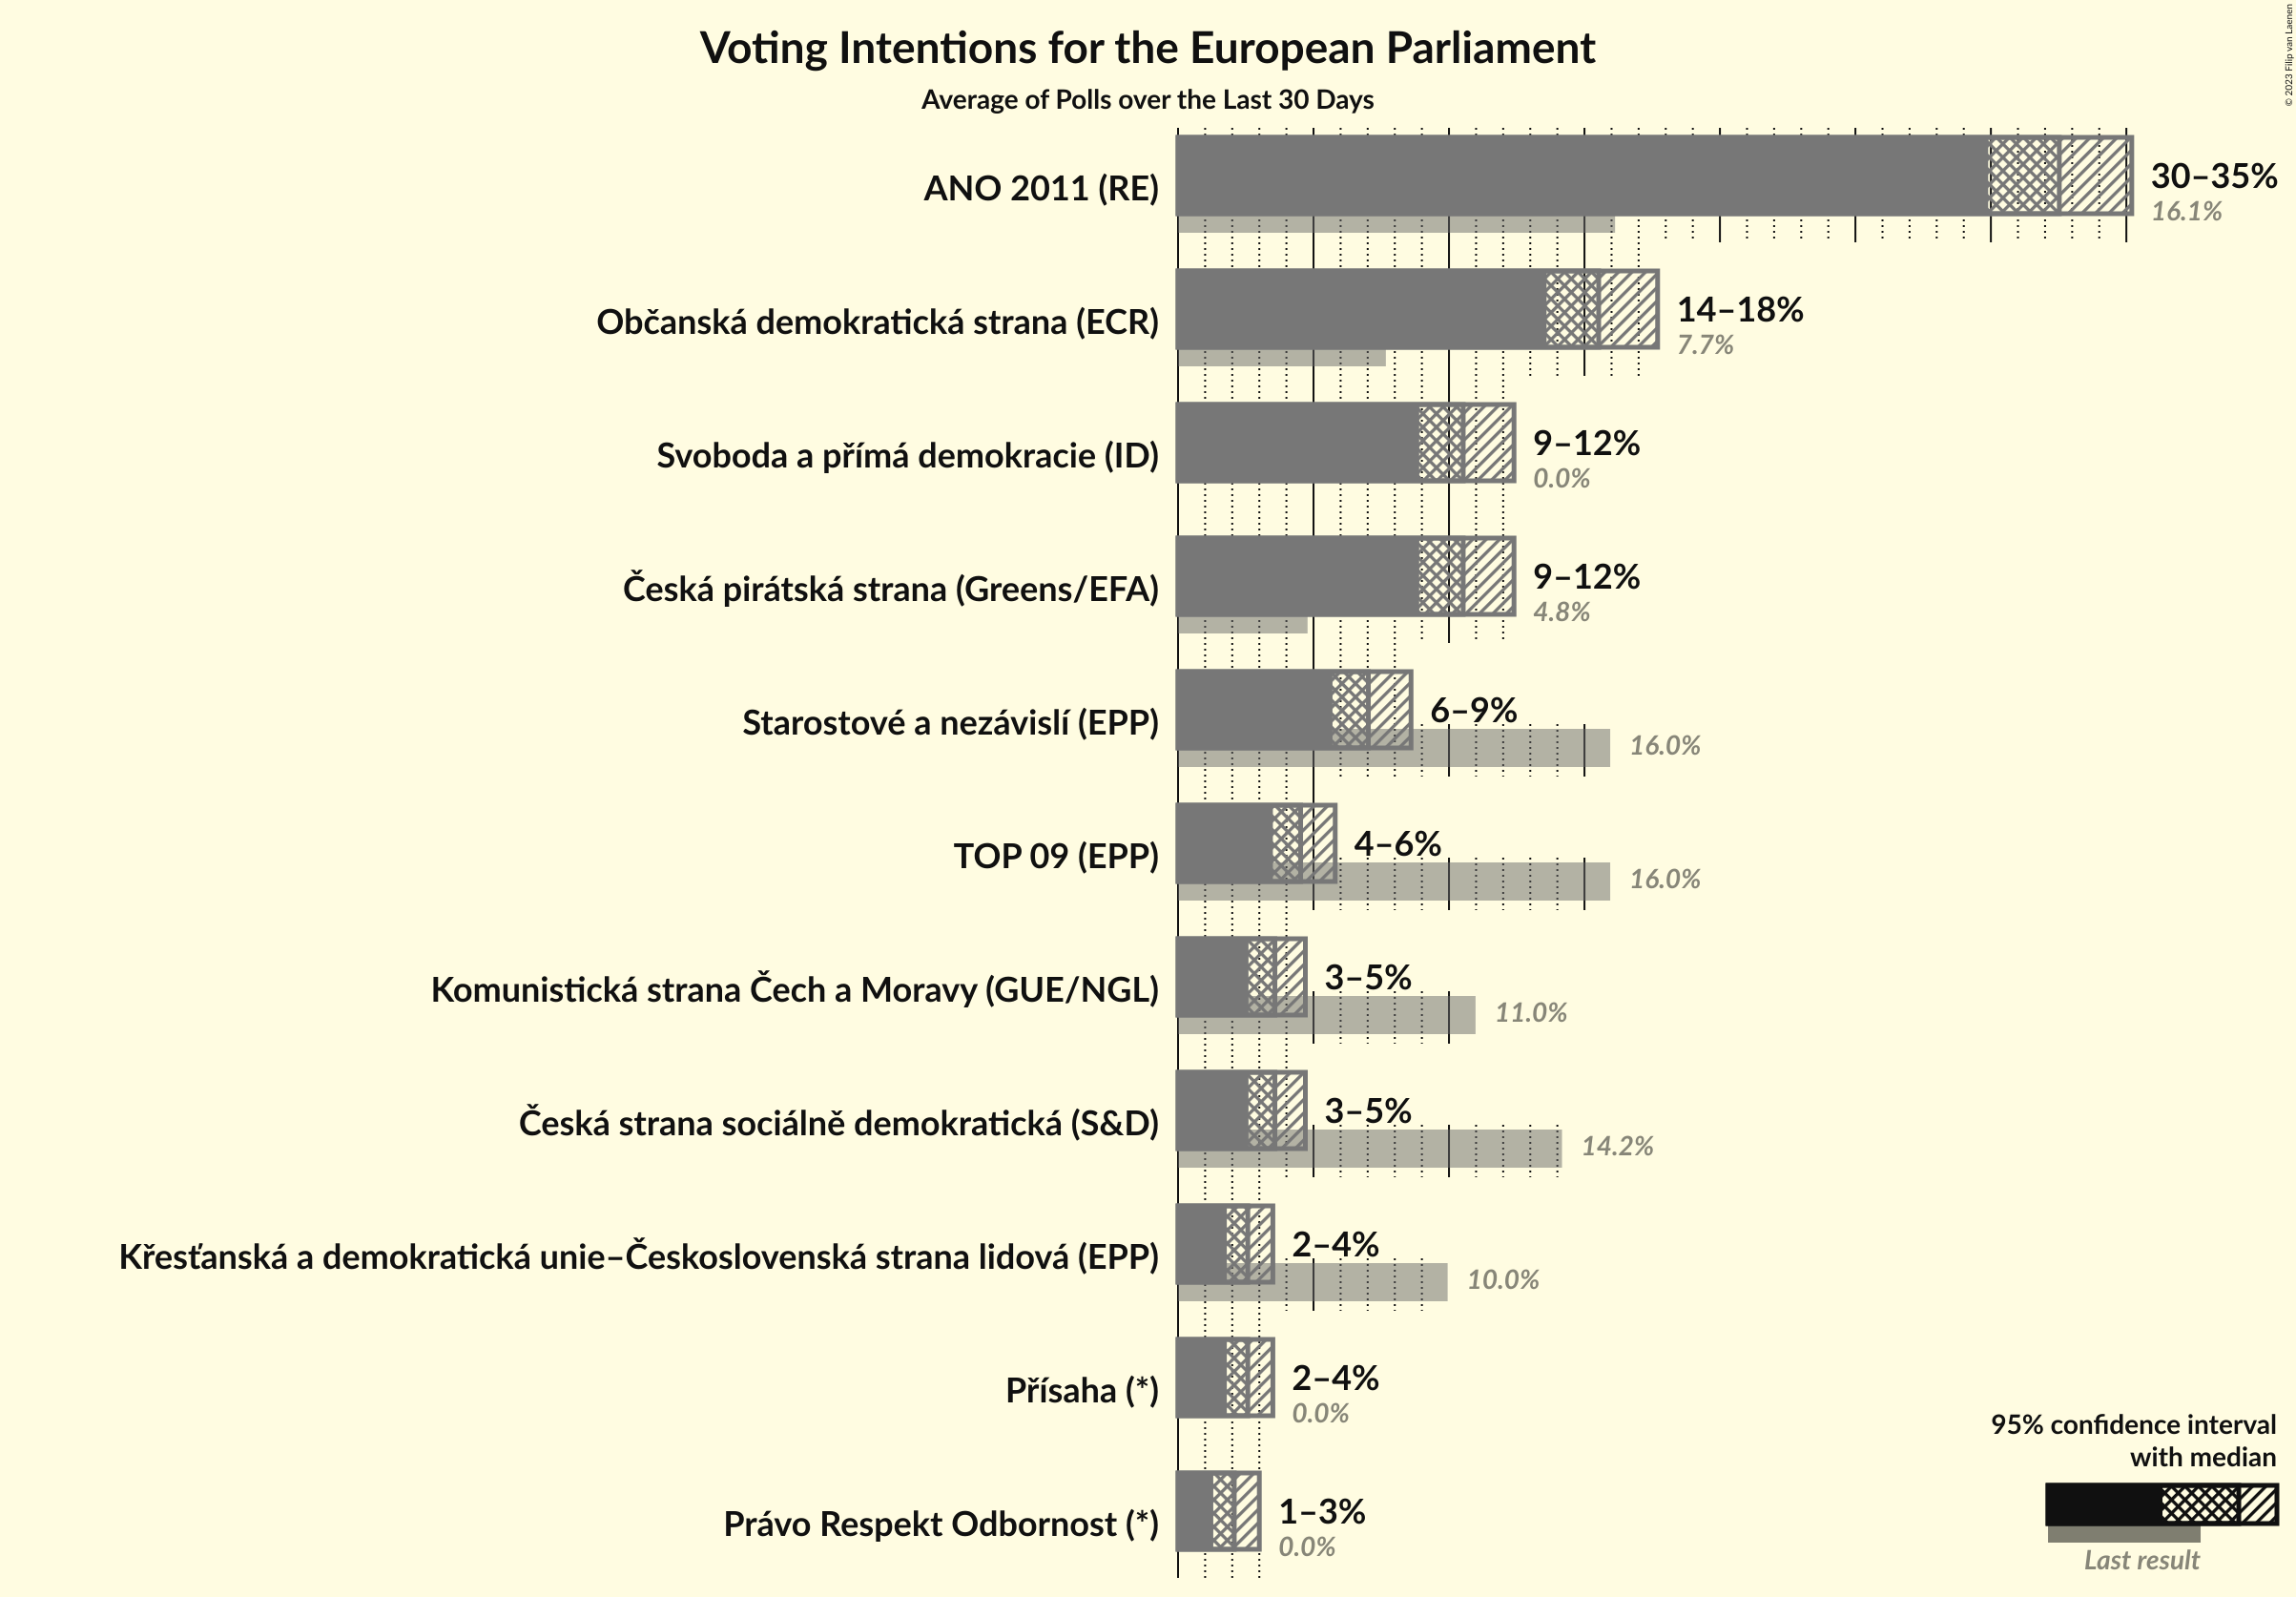 Voting Intentions for the European Parliament
Average of Polls over the Last 30 Days
© 2023 Filip van Laenen
ANO 2011 (RE)
30–35%
16.1%
Občanská demokratická strana (ECR)
14–18%
7.7%
Svoboda a přímá demokracie (ID)
9–12%
0.0%
Česká pirátská strana (Greens/EFA)
9–12%
4.8%
Starostové a nezávislí (EPP)
6–9%
16.0%
TOP 09 (EPP)
4–6%
16.0%
Komunistická strana Čech a Moravy (GUE/NGL)
3–5%
11.0%
Česká strana sociálně demokratická (S&D)
3–5%
14.2%
Křesťanská a demokratická unie–Československá strana lidová (EPP)
2–4%
10.0%
Přísaha (*)
2–4%
0.0%
Právo Respekt Odbornost (*)
1–3%
0.0%
95% confidence interval
with median
Last result